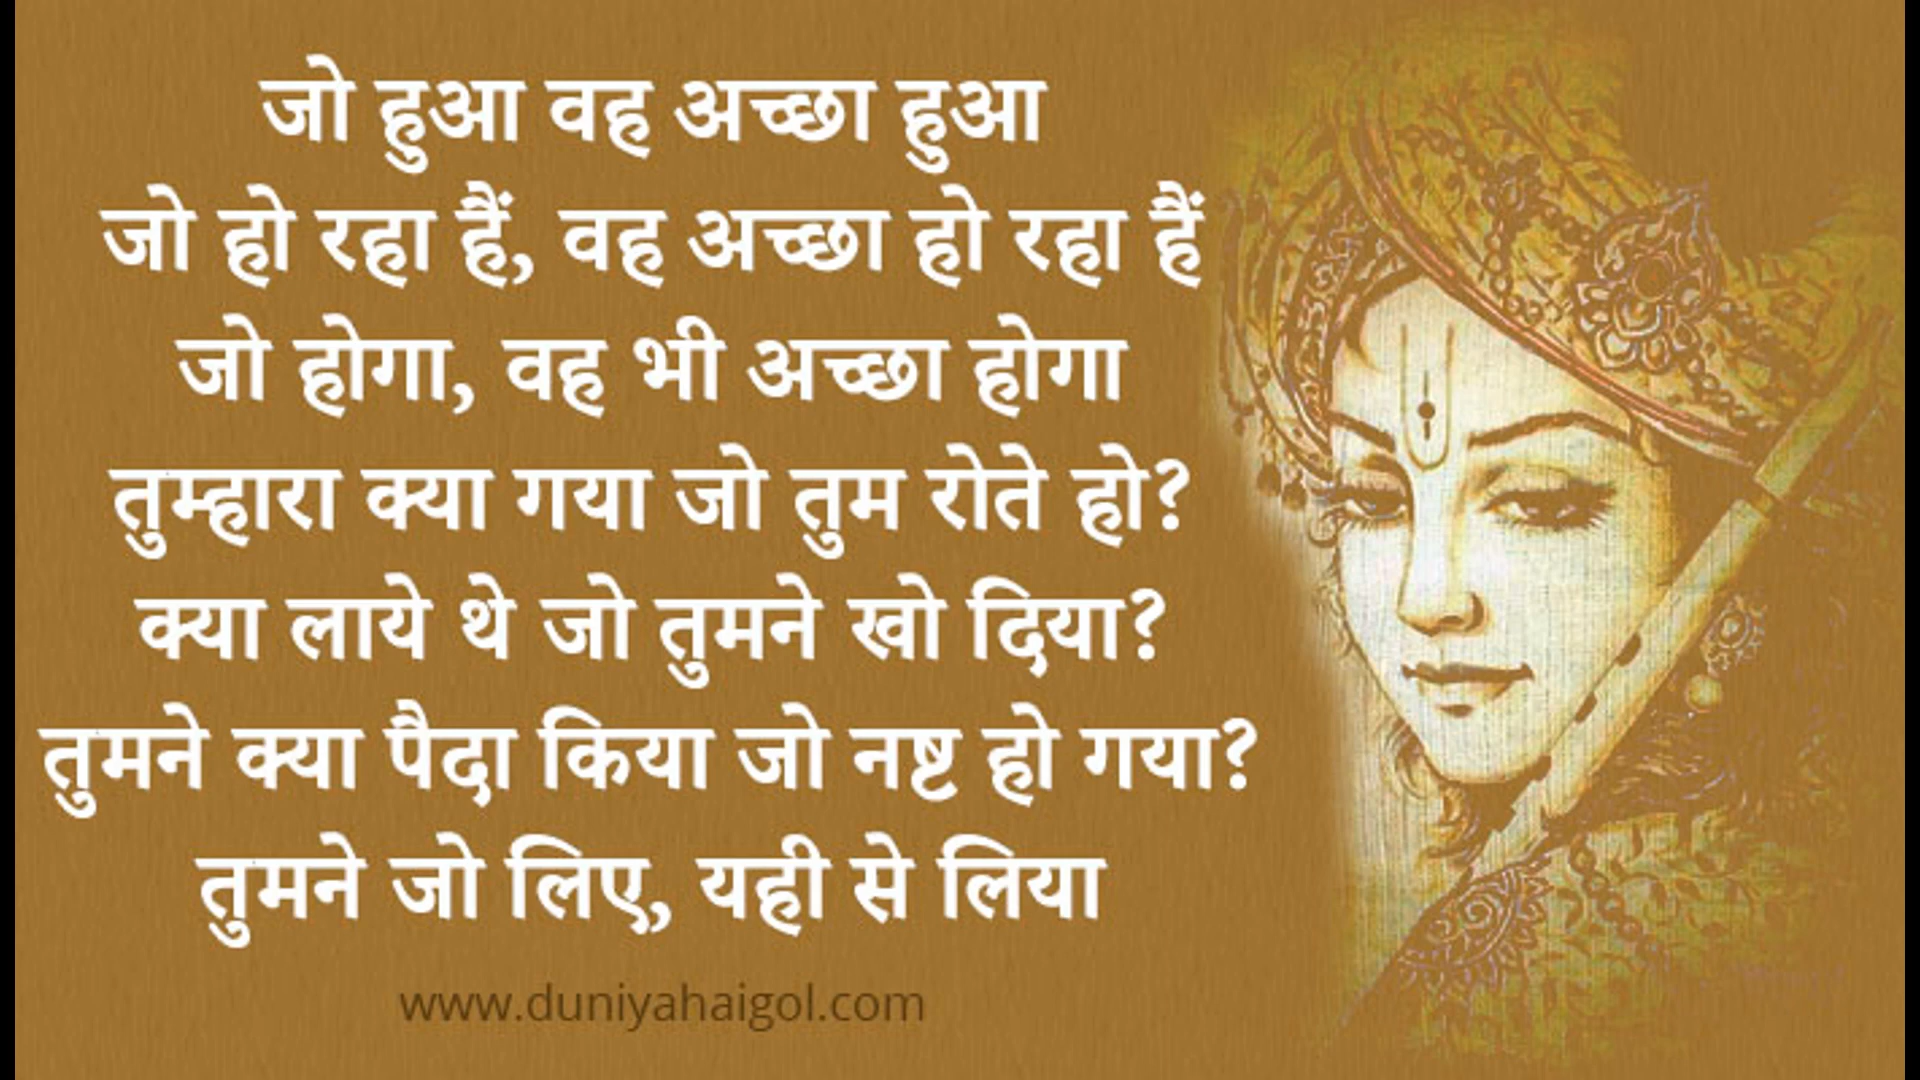 जो हुआ वह अच्छा हुआ
जो हो रहा हैं, वह अच्छा हो रहा हैं
जो होगा, वह भी अच्छा होगा
तुम्हारा क्या गया जो तुम रोते हो?
क्या लाये थे जो तुमने खो दिया?
तुमने क्या पैदा किया जो नष्ट हो गया?
तुमने जो लिए, यही से लिया
www.duniyahaigol.com